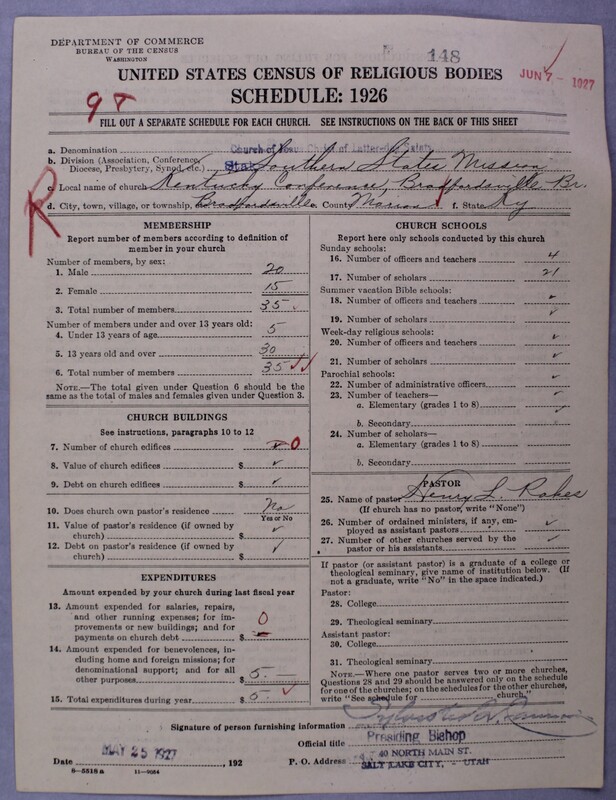 DEPARTMENT OF COMMERCE
BUREAU OF THE CENSUS
WASHINGTON
148
JUN 7 - 1927
UNITED STATES CENSUS OF RELIGIOUS BODIES
SCHEDULE: 1926
98
FILL OUT A SEPARATE SCHEDULE FOR EACH CHURCH. SEE INSTRUCTIONS ON THE BACK OF THIS SHEET
a. Denomination Church of Jesus Christ of Latter-day Saints
b. Division (Association, Conference, Diocese, Presbytery, Synod, etc.) State Southern States Mission
R
c. Local name of church Kentucky Conference, Bradfordsville Br.
d. City, town, village, or township, Bradfordsville e. County Marion f. State Ky
MEMBERSHIP
Report number of members according to definition of
member in your church
Number of members, by sex:
1. Male 20
2. Female 15
3. Total number of members 35
Number of members under and over 13 years old:
4. Under 13 years of age 5
5. 13 years old and over 30
6. Total number of members 35
NOTE.—The total given under Question 6 should be the
same as the total of males and females given under Question 3.
CHURCH BUILDINGS
See instructions, paragraphs 10 to 12
7. Number of church edifices 0
8. Value of church edifices $
9. Debt on church edifices $
10. Does church own pastor's residence No
Yes or No
11. Value of pastor's residence (if owned by
church) $
12. Debt on pastor's residence (if owned by
church) $
EXPENDITURES
Amount expended by your church during last fiscal year
13. Amount expended for salaries, repairs,
and other running expenses; for im-
provements or new buildings; and for
payments on church debt $ 0
14. Amount expended for benevolences, in-
cluding home and foreign missions; for
denominational support; and for all
other purposes $ 5.
15. Total expenditures during year $ 5.
CHURCH SCHOOLS
Report here only schools conducted by this church
Sunday schools:
16. Number of officers and teachers 4
17. Number of scholars 21
Summer vacation Bible schools:
18. Number of officers and teachers
19. Number of scholars
Week-day religious schools:
20. Number of officers and teachers
21. Number of scholars
Parochial schools:
22. Number of administrative officers
23. Number of teachers—
a. Elementary (grades 1 to 8)
b. Secondary
24. Number of scholars—
a. Elementary (grades 1 to 8)
b. Secondary
PASTOR
25. Name of pastor Henry L. Rakes
(If church has no pastor, write "None")
26. Number of ordained ministers, if any, em-
ployed as assistant pastors
27. Number of other churches served by the
pastor or his assistants
If pastor (or assistant pastor) is a graduate of a college or
theological seminary, give name of institution below. (If
not a graduate, write "No" in the space indicated.)
Pastor:
28. College
29. Theological seminary
Assistant pastor:
30. College
31. Theological seminary
NOTE.—Where one pastor serves two or more churches,
Questions 28 and 29 should be answered only on the schedule
for one of the churches; on the schedules for the other churches,
write "See schedule for church."
Signature of person furnishing information Sylvester Q. Cannon
Official title Presiding Bishop
Date MAY 25 1927, 192 P. O. Address 40 NORTH MAIN ST.
SALT LAKE CITY, - UTAH
8-5518 a 11-9084